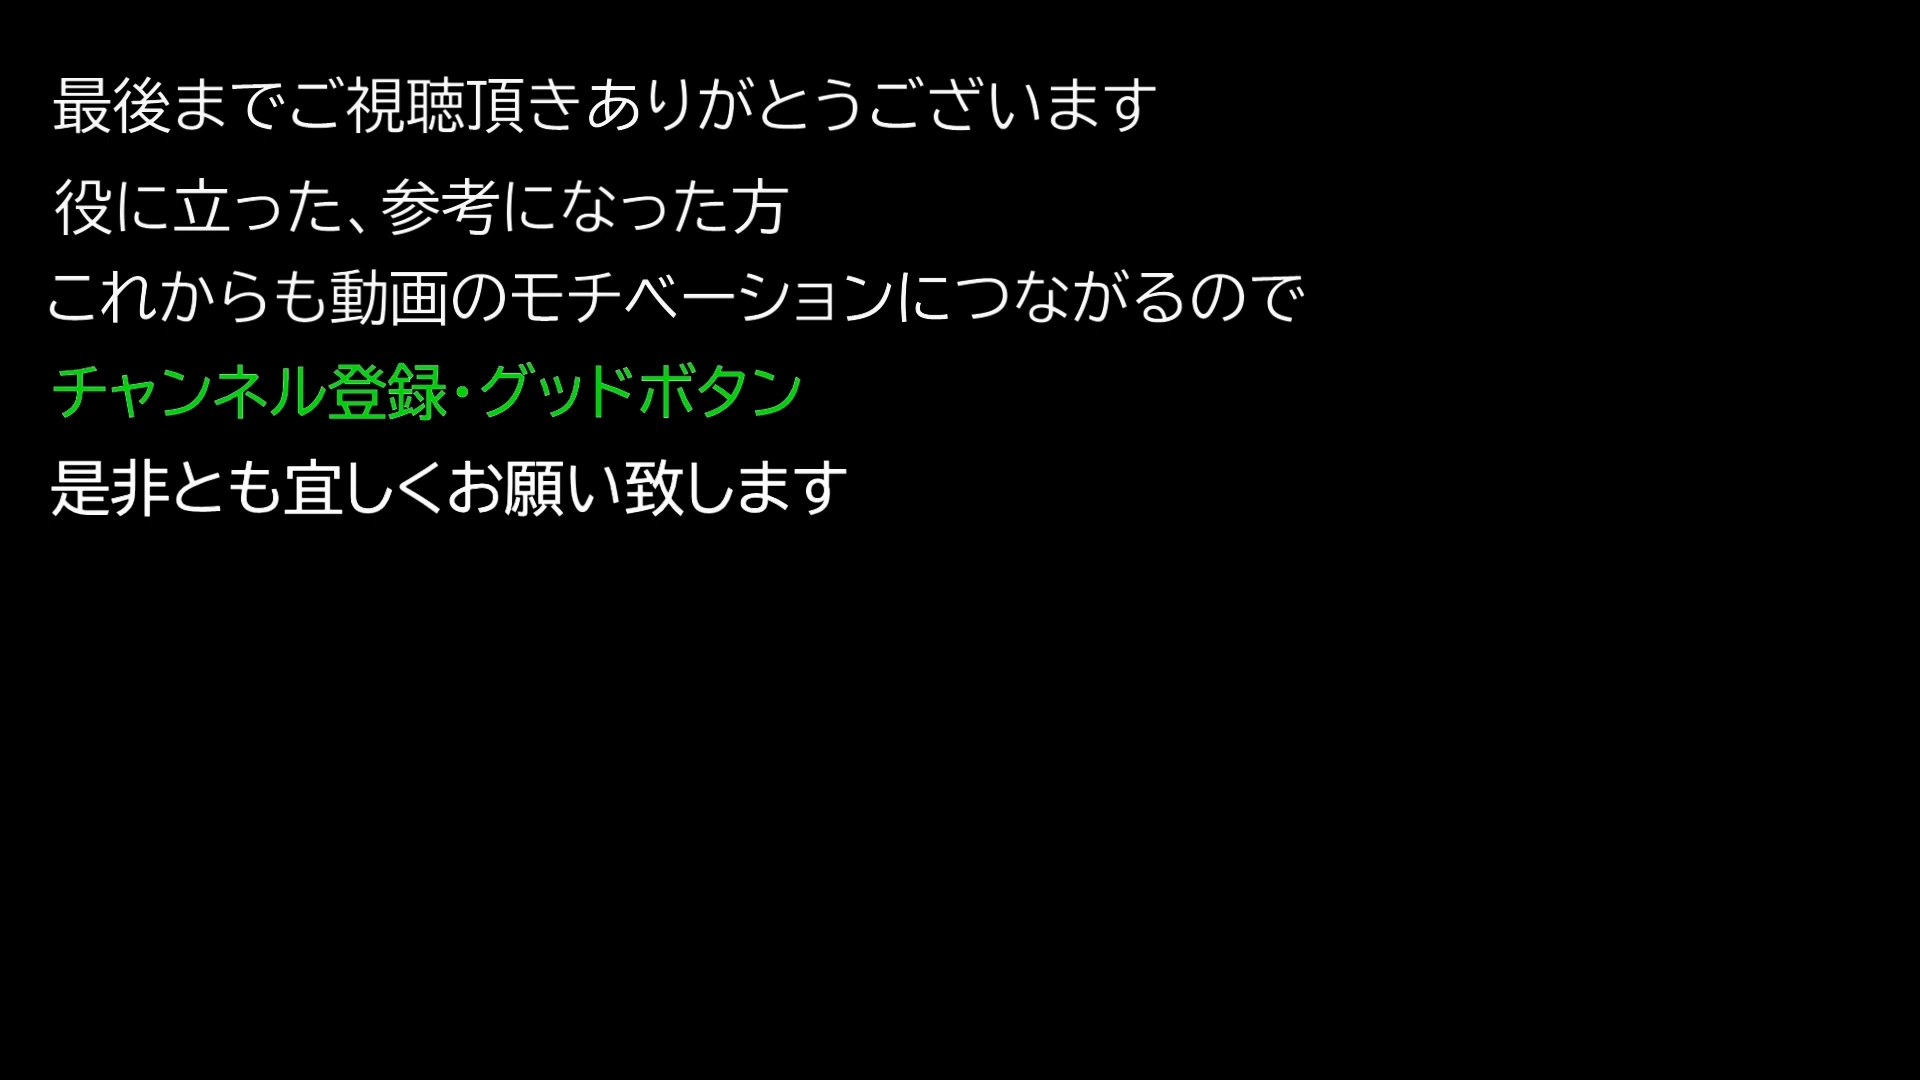 最後までご視聴頂きありがとうございます
役に立った、参考になった方
これからも動画のモチベーションにつながるので
チャンネル登録・グッドボタン
是非とも宜しくお願い致します